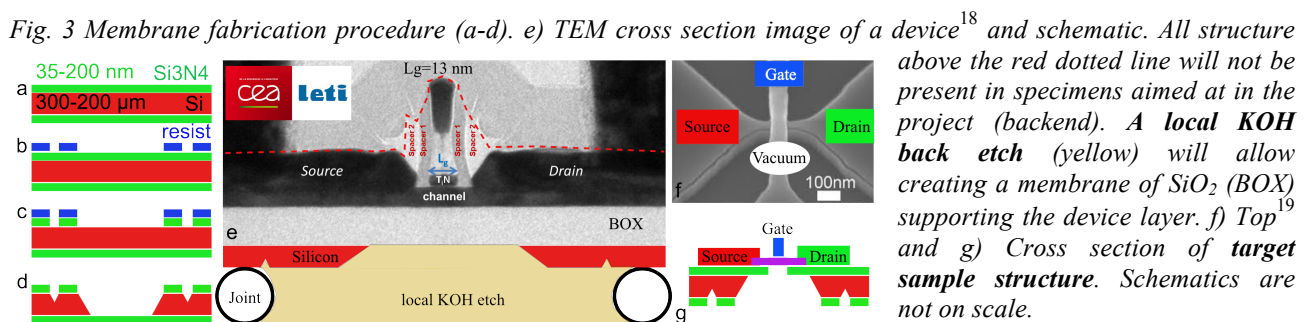 Fig. 3 Membrane fabrication procedure (a-d). e) TEM cross section image of a device18 and schematic. All structure
above the red dotted line will not be
present in specimens aimed at in the
project (backend). A local KOH
back etch (yellow) will allow
creating a membrane of SiO2 (BOX)
supporting the device layer. f) Top19
and g) Cross section of target
sample structure. Schematics are
not on scale.
35-200 nm Si3N4
a
300-200 µm Si
resist
b
c
d
cea
leti
Lg=13 nm
Spacer 2
Spacer 1
Spacer 1
Spacer 2
Source
Lg
TiN
Drain
channel
BOX
e
Silicon
Joint
local KOH etch
Gate
Source
Drain
Vacuum
f
100nm
Gate
Source
Drain
g